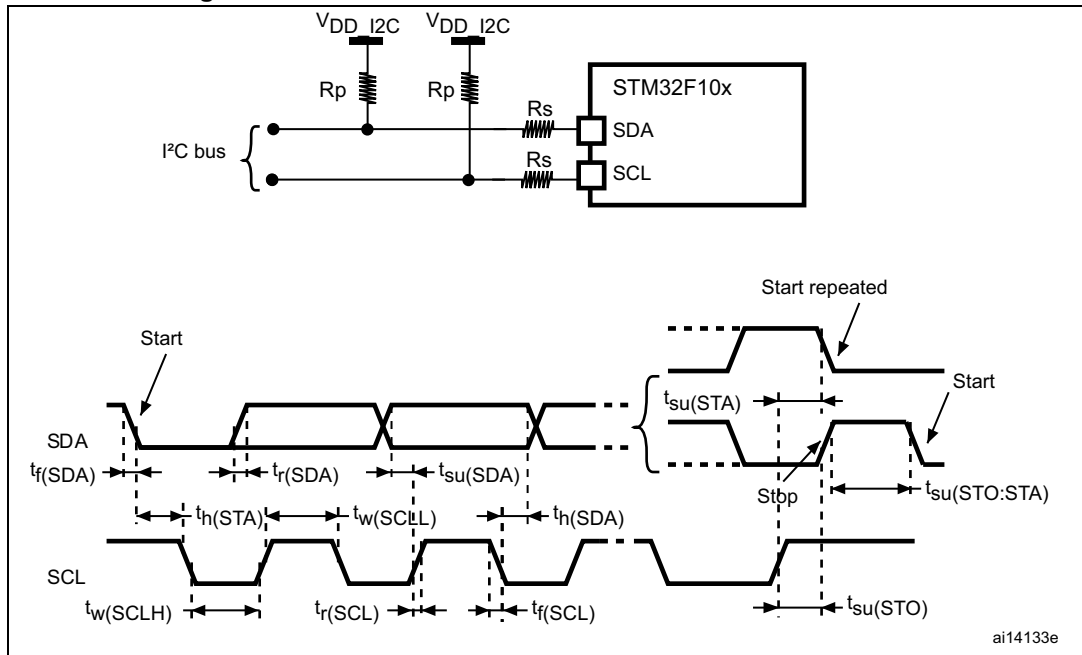 VDD_I2C VDD_I2C
Rp Rp
STM32F10x
Rs
SDA
I²C bus
Rs
SCL
Start repeated
Start
Start
tsu(STA)
SDA
tf(SDA) tr(SDA) tsu(SDA)
Stop tsu(STO:STA)
th(STA) tw(SCLL) th(SDA)
SCL
tw(SCLH) tr(SCL) tf(SCL) tsu(STO)
ai14133e